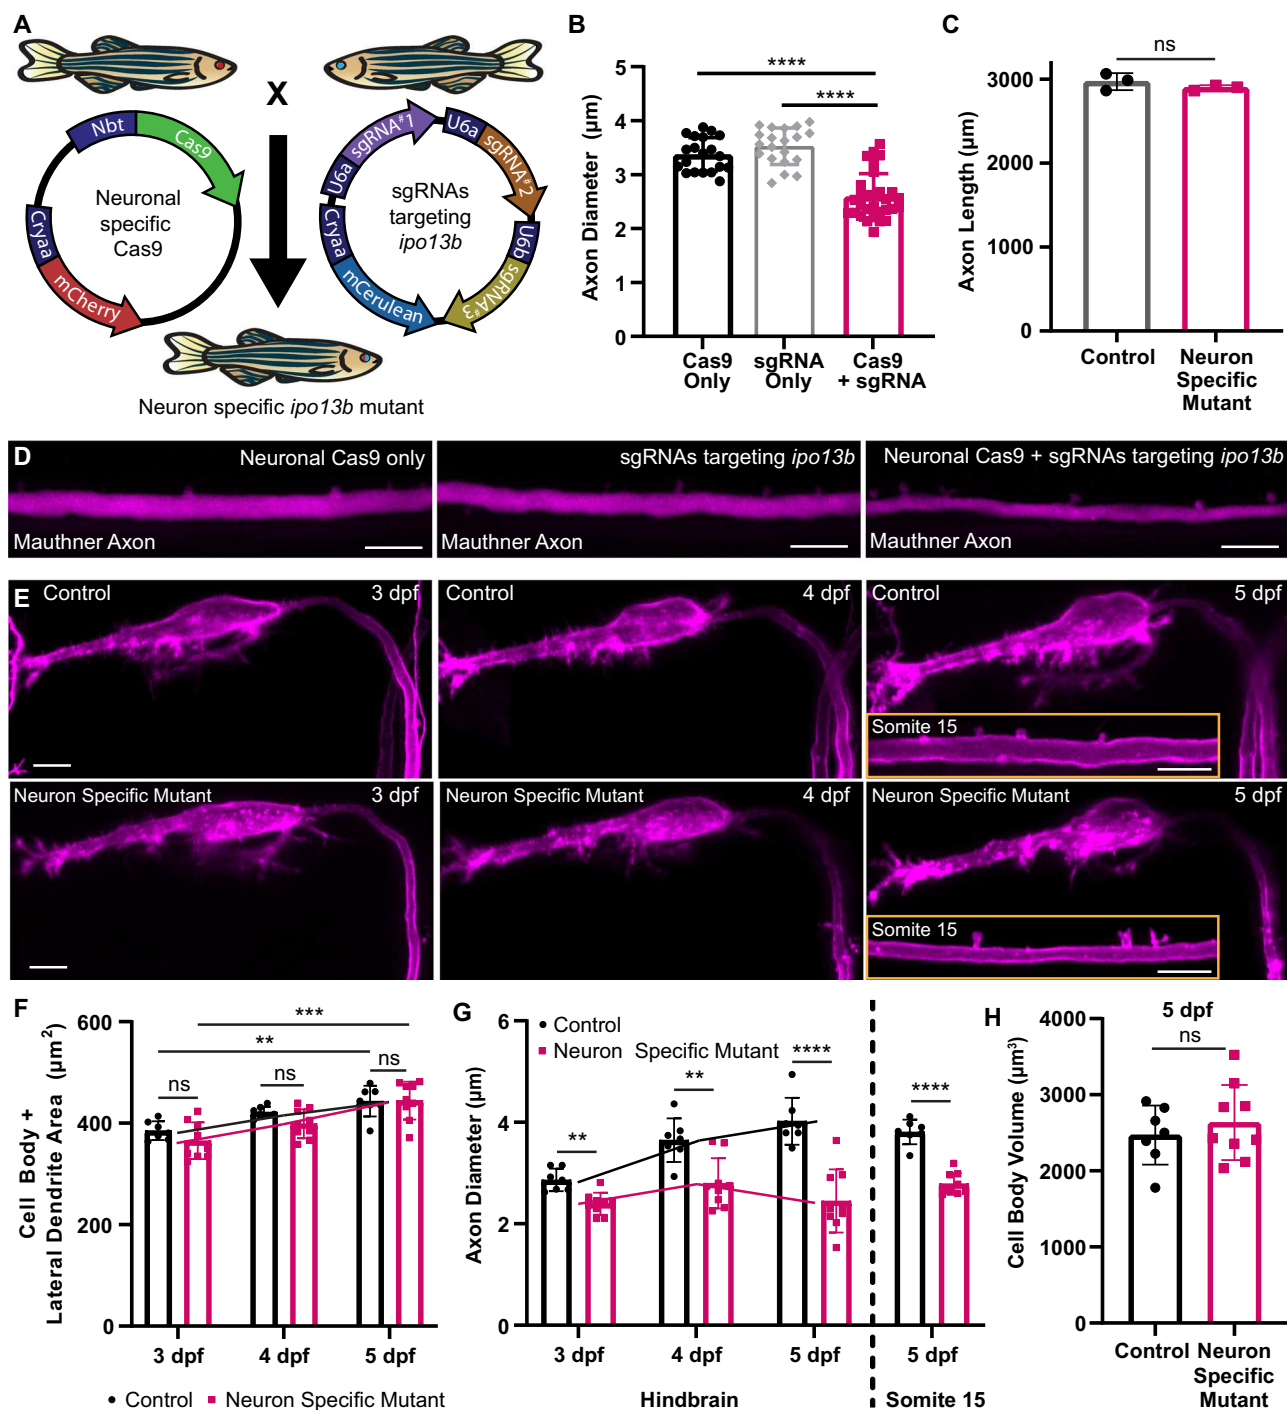 A
X
Nbt
Cas9
Cryaa
mCherry
Neuronal
specific
Cas9
U6a
sgRNA#1
U6a
sgRNA#2
U6b
sgRNA#3
Cryaa
mCerulean
sgRNAs
targeting
ipo13b
Neuron specific ipo13b mutant
B
Axon Diameter (µm)
5
4
3
2
1
0
****
****
Cas9
Only
sgRNA
Only
Cas9
+ sgRNA
C
Axon Length (µm)
3000
2000
1000
0
ns
Control
Neuron
Specific
Mutant
D
Neuronal Cas9 only
Mauthner Axon
sgRNAs targeting ipo13b
Mauthner Axon
Neuronal Cas9 + sgRNAs targeting ipo13b
Mauthner Axon
E
Control
3 dpf
Control
4 dpf
Control
5 dpf
Somite 15
Neuron Specific Mutant
3 dpf
Neuron Specific Mutant
4 dpf
Neuron Specific Mutant
5 dpf
Somite 15
F
Cell Body +
Lateral Dendrite Area (µm²)
600
400
200
0
***
**
ns
ns
ns
3 dpf
4 dpf
5 dpf
Control
Neuron Specific Mutant
G
Axon Diameter (µm)
6
4
2
0
Control
Neuron Specific Mutant
**
**
****
****
3 dpf
4 dpf
5 dpf
5 dpf
Hindbrain
Somite 15
H
5 dpf
ns
Cell Body Volume (µm³)
4000
3000
2000
1000
0
Control
Neuron
Specific
Mutant